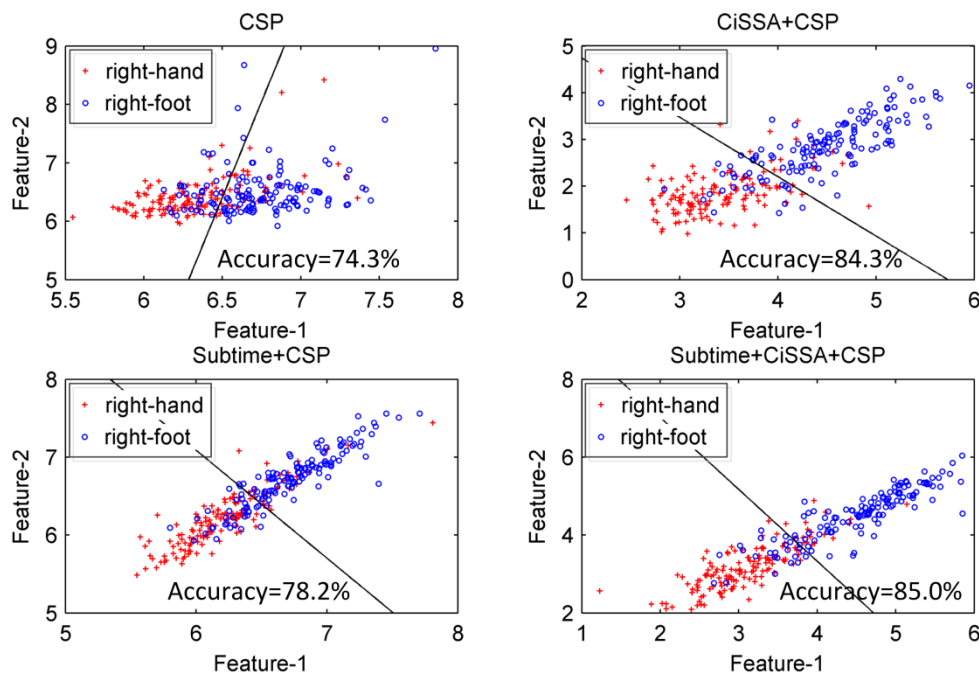 CSP
9
8
7
6
5
5.5
6
6.5
7
7.5
8
Feature-2
Feature-1
right-hand
right-foot
Accuracy=74.3%
CiSSA+CSP
5
4
3
2
1
0
2
3
4
5
6
Feature-2
Feature-1
right-hand
right-foot
Accuracy=84.3%
Subtime+CSP
8
7
6
5
5
6
7
8
Feature-2
Feature-1
right-hand
right-foot
Accuracy=78.2%
Subtime+CiSSA+CSP
8
6
4
2
1
2
3
4
5
6
Feature-2
Feature-1
right-hand
right-foot
Accuracy=85.0%